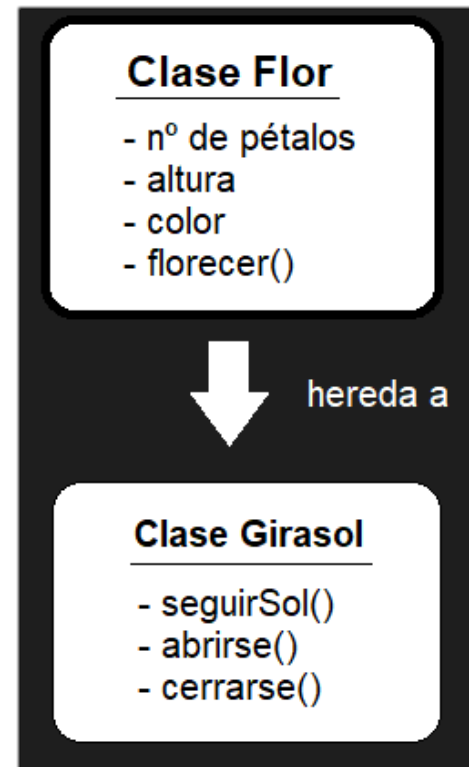 Clase Flor
- nº de pétalos
- altura
- color
- florecer()
hereda a
Clase Girasol
- seguirSol()
- abrirse()
- cerrarse()